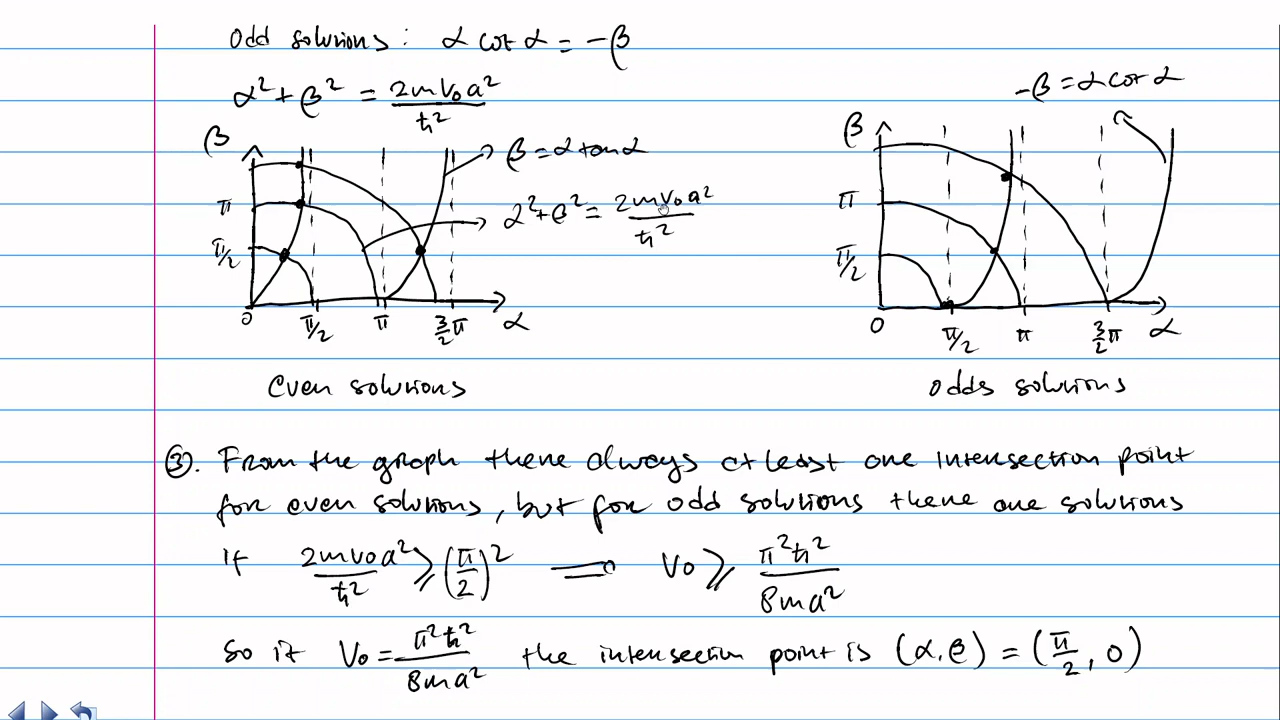 Odd solutions : α cot α = -β
α² + β² = 2mV₀a²/ħ²
-β = α cot α
β
β = α tan α
α² + β² = 2mV₀a²/ħ²
π
π/2
0 π/2 π 3/2 π α
even solutions
β
π
π/2
0 π/2 π 3/2 π α
odds solutions
③. From the graph there always at least one intersection point
for even solutions, but for odd solutions there one solutions
If 2mV₀a²/ħ² ⩾ (π/2)² ⟹ V₀ ⩾ π²ħ²/8ma²
So if V₀ = π²ħ²/8ma² the intersection point is (α, β) = (π/2, 0)